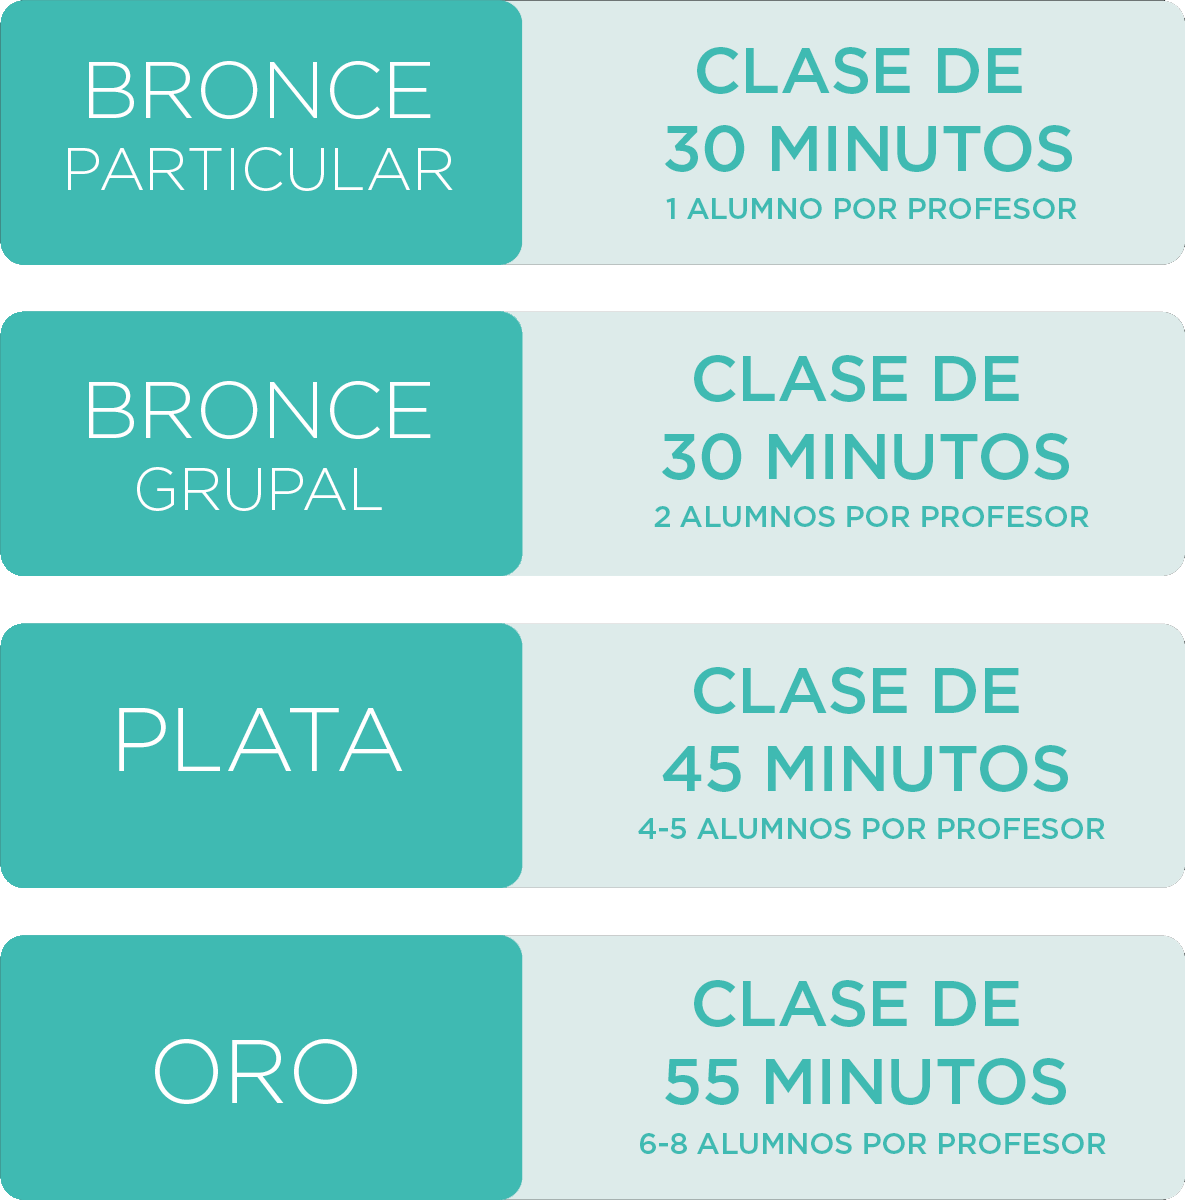 BRONCE
PARTICULAR
CLASE DE
30 MINUTOS
1 ALUMNO POR PROFESOR
BRONCE
GRUPAL
CLASE DE
30 MINUTOS
2 ALUMNOS POR PROFESOR
PLATA
CLASE DE
45 MINUTOS
4-5 ALUMNOS POR PROFESOR
ORO
CLASE DE
55 MINUTOS
6-8 ALUMNOS POR PROFESOR